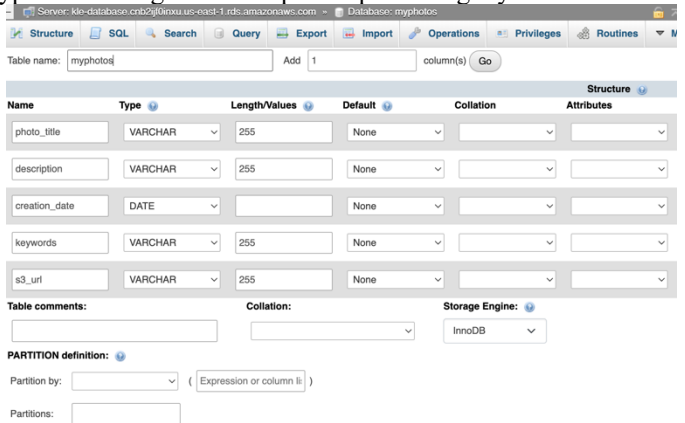 Server: kle-database.cnb2ijt0inxu.us-east-1.rds.amazonaws.com » Database: myphotos
Structure SQL Search Query Export Import Operations Privileges Routines M
Table name: myphotos Add 1 column(s) Go
Structure
Name Type Length/Values Default Collation Attributes
photo_title VARCHAR 255 None
description VARCHAR 255 None
creation_date DATE None
keywords VARCHAR 255 None
s3_url VARCHAR 255 None
Table comments: Collation: Storage Engine:
InnoDB
PARTITION definition:
Partition by: ( Expression or column li )
Partitions: